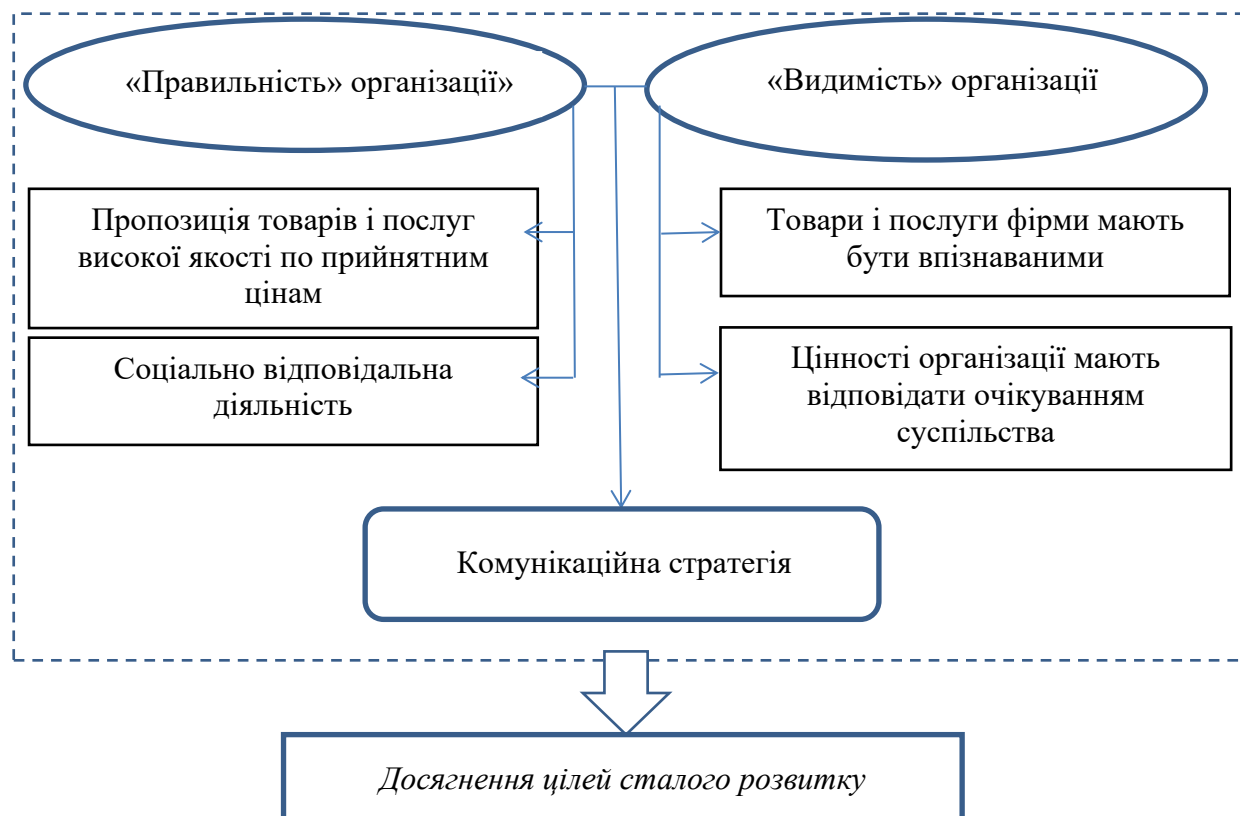 «Правильність» організації»
«Видимість» організації
Пропозиція товарів і послуг
високої якості по прийнятним
цінам
Товари і послуги фірми мають
бути впізнаваними
Соціально відповідальна
діяльність
Цінності організації мають
відповідати очікуванням
суспільства
Комунікаційна стратегія
Досягнення цілей сталого розвитку